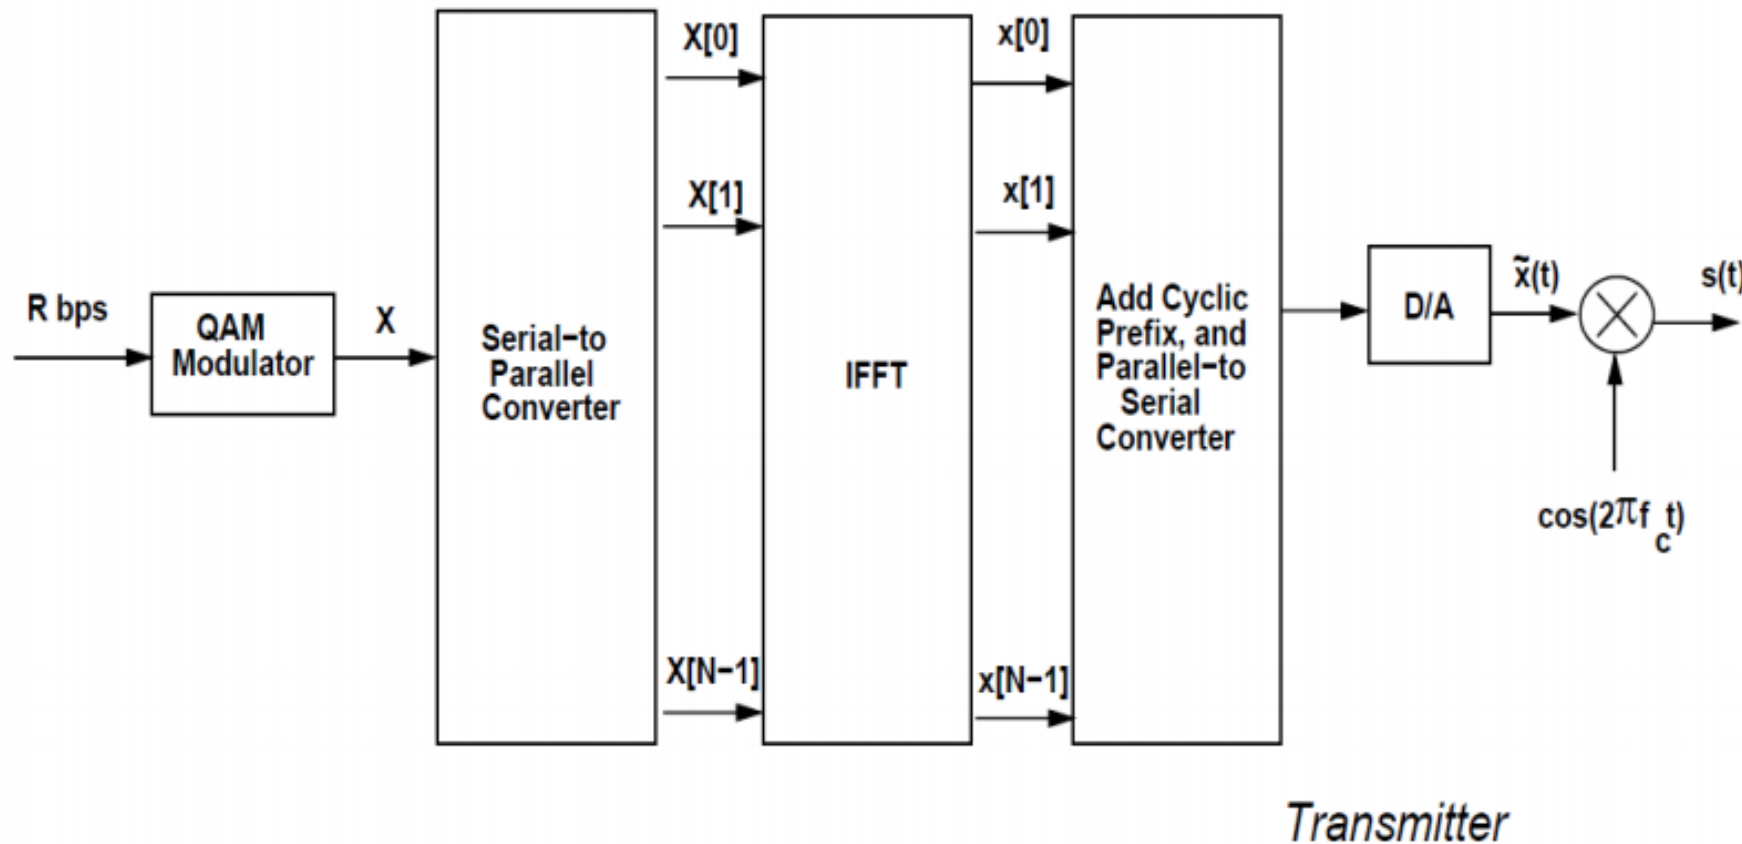 R bps
QAM
Modulator
X
Serial−to
Parallel
Converter
X[0]
X[1]
X[N−1]
IFFT
x[0]
x[1]
x[N−1]
Add Cyclic
Prefix, and
Parallel−to
Serial
Converter
D/A
x̃(t)
s(t)
cos(2πf_c t)
Transmitter